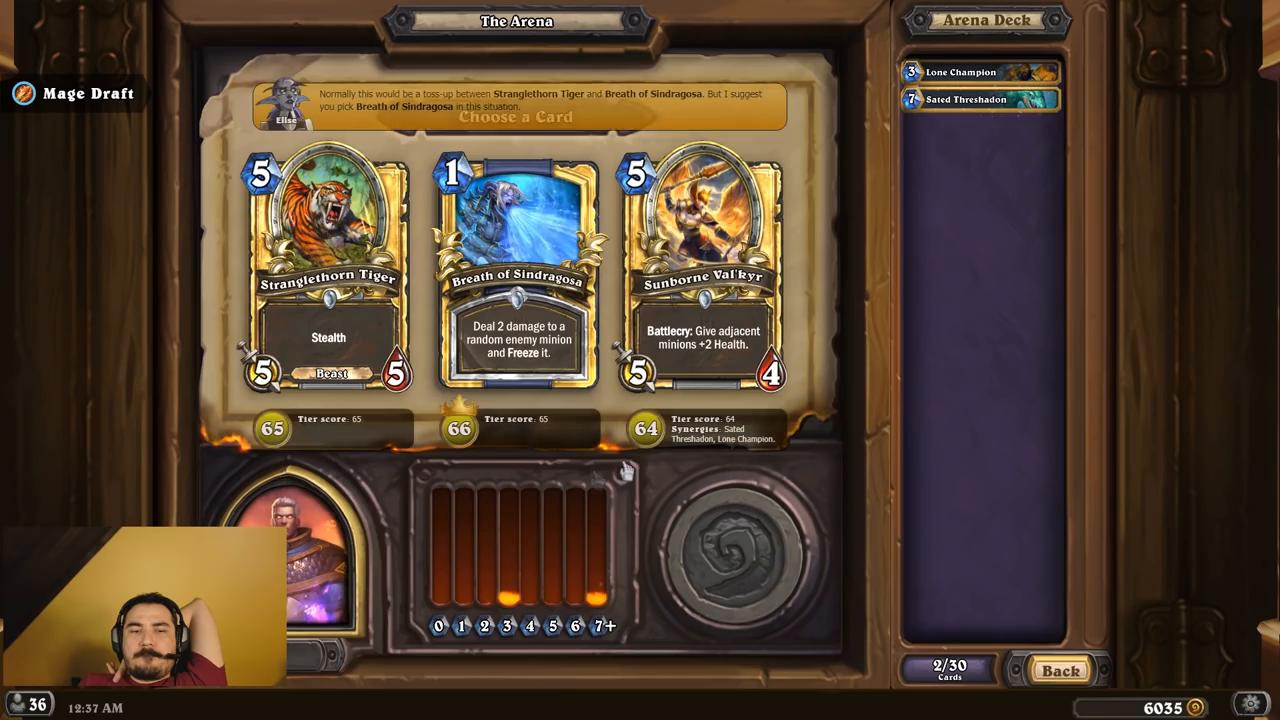 The Arena
Arena Deck
Mage Draft
3 Lone Champion
7 Sated Threshadon
Normally this would be a toss-up between Stranglethorn Tiger and Breath of Sindragosa. But I suggest
you pick Breath of Sindragosa in this situation.
Elise
Choose a Card
5
1
5
Stranglethorn Tiger
Breath of Sindragosa
Sunborne Val'kyr
Stealth
Deal 2 damage to a
random enemy minion
and Freeze it.
Battlecry: Give adjacent
minions +2 Health.
5
Beast
5
5
4
65
Tier score: 65
66
Tier score: 65
64
Tier score: 64
Synergies: Sated
Threshadon, Lone Champion.
0 1 2 3 4 5 6 7+
2/30
Cards
Back
36
12:37 AM
6035